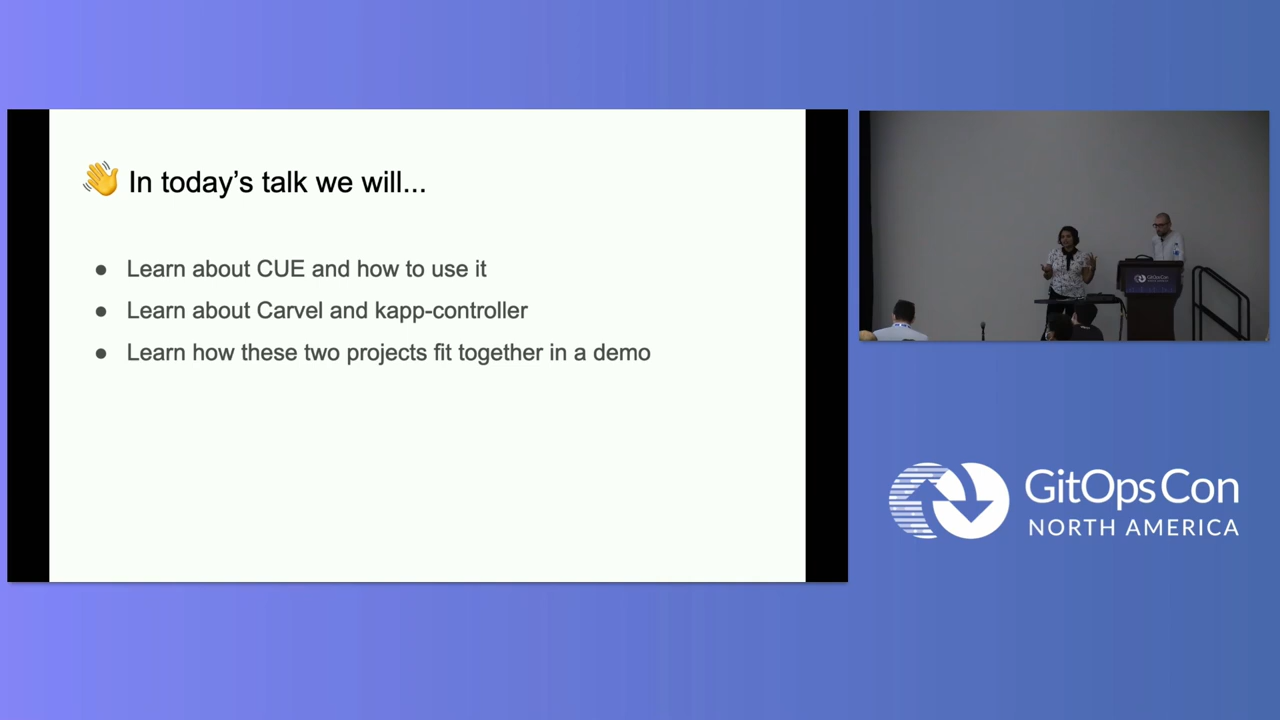 👋 In today’s talk we will...
● Learn about CUE and how to use it
● Learn about Carvel and kapp-controller
● Learn how these two projects fit together in a demo
GitOpsCon
GitOpsCon
NORTH AMERICA